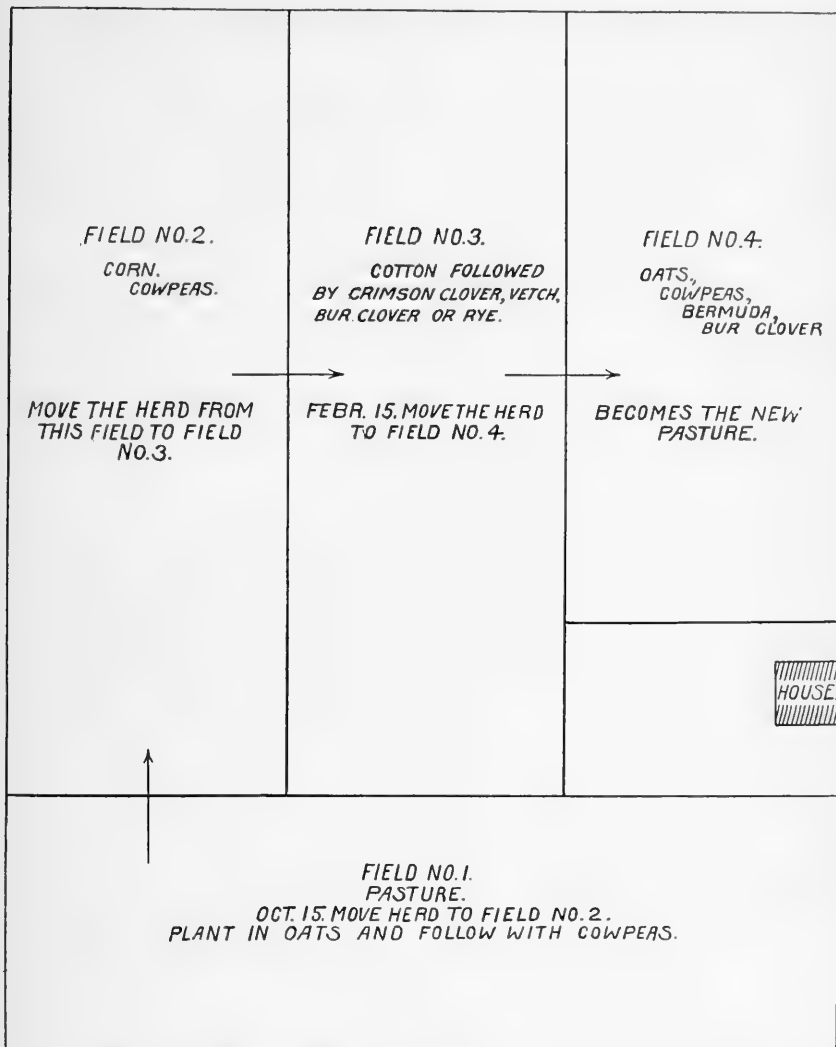 FIELD NO.2.
CORN.
COWPEAS.
MOVE THE HERD FROM
THIS FIELD TO FIELD
NO.3.
FIELD NO.3.
COTTON FOLLOWED
BY CRIMSON CLOVER, VETCH,
BUR CLOVER OR RYE.
FEBR. 15. MOVE THE HERD
TO FIELD NO.4.
FIELD NO.4.
OATS.,
COWPEAS,
BERMUDA,
BUR CLOVER
BECOMES THE NEW
PASTURE.
HOUSE
FIELD NO.1.
PASTURE.
OCT. 15. MOVE HERD TO FIELD NO.2.
PLANT IN OATS AND FOLLOW WITH COWPEAS.